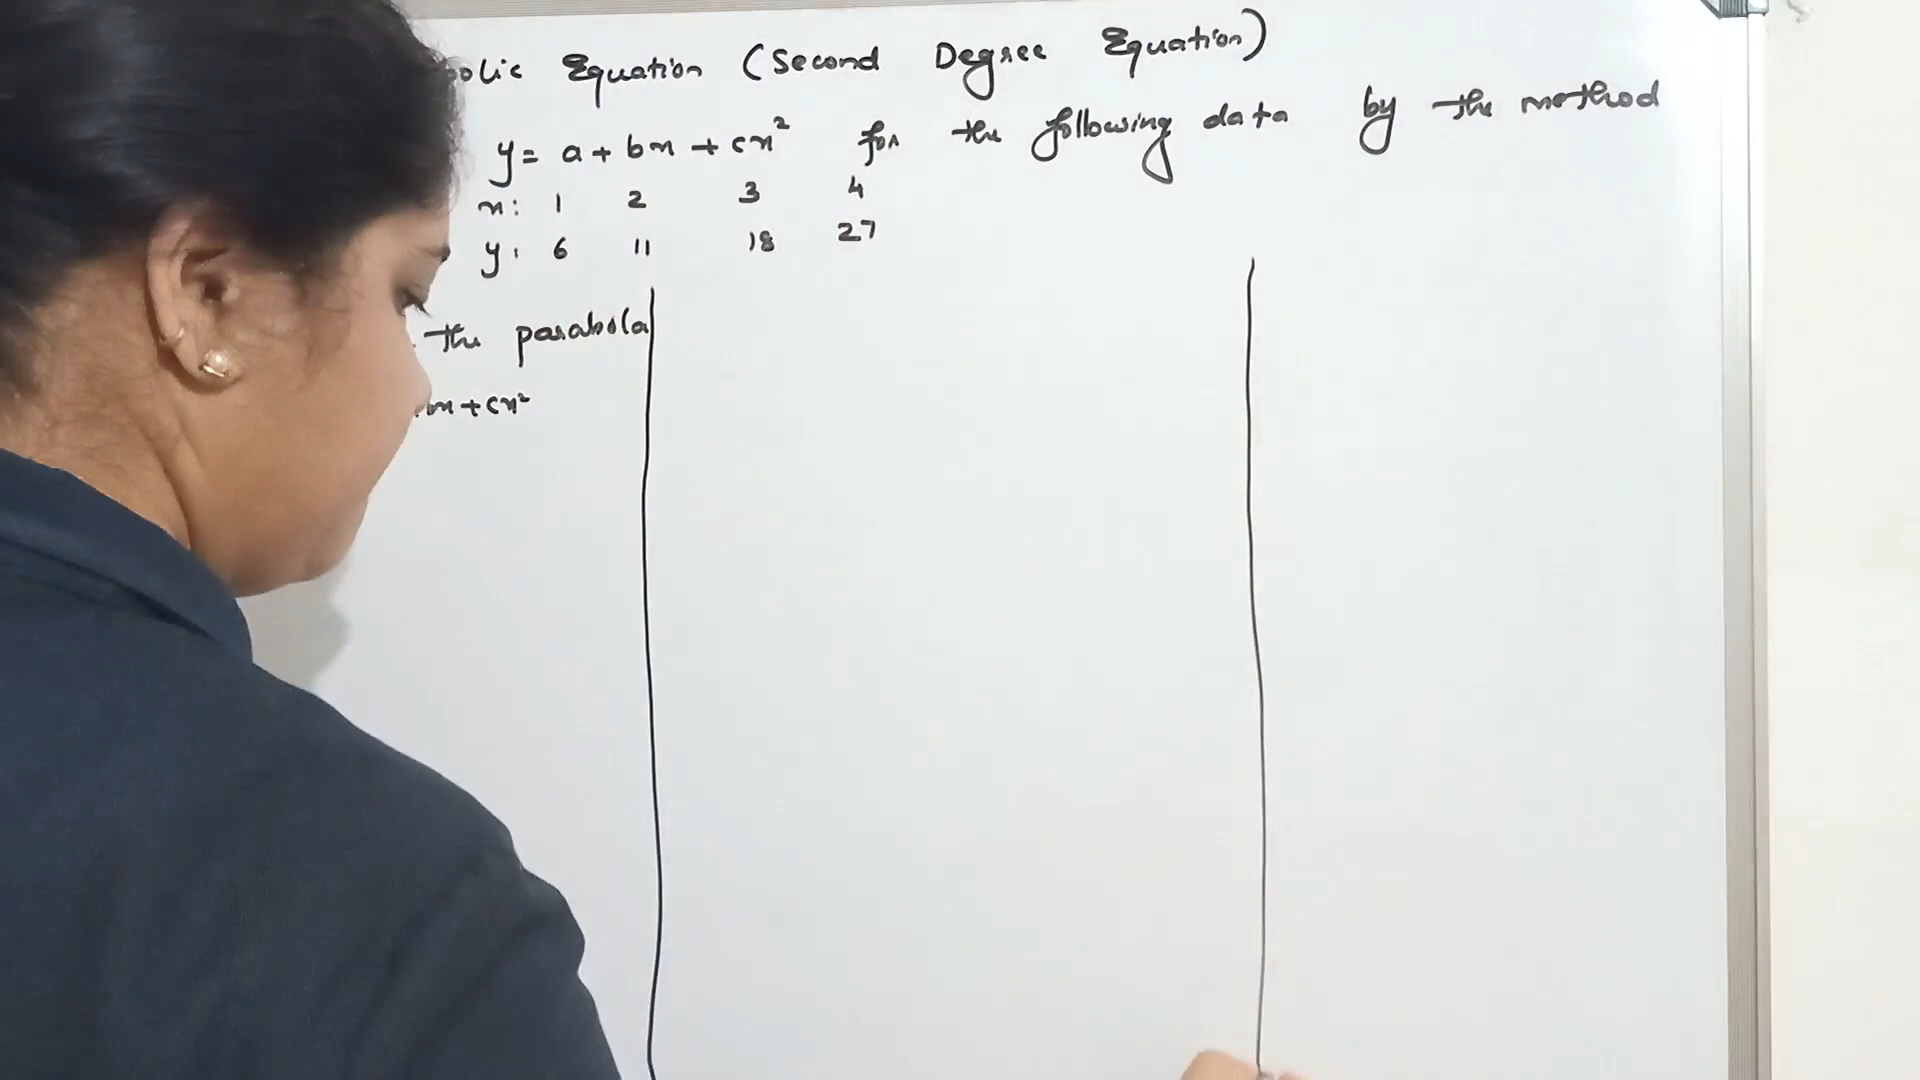 Equation (Second Degree Equation)
y = a + bx + cx² for the following data by the method
x: 1 2 3 4
y: 6 11 18 27
the parabola
x + cx²